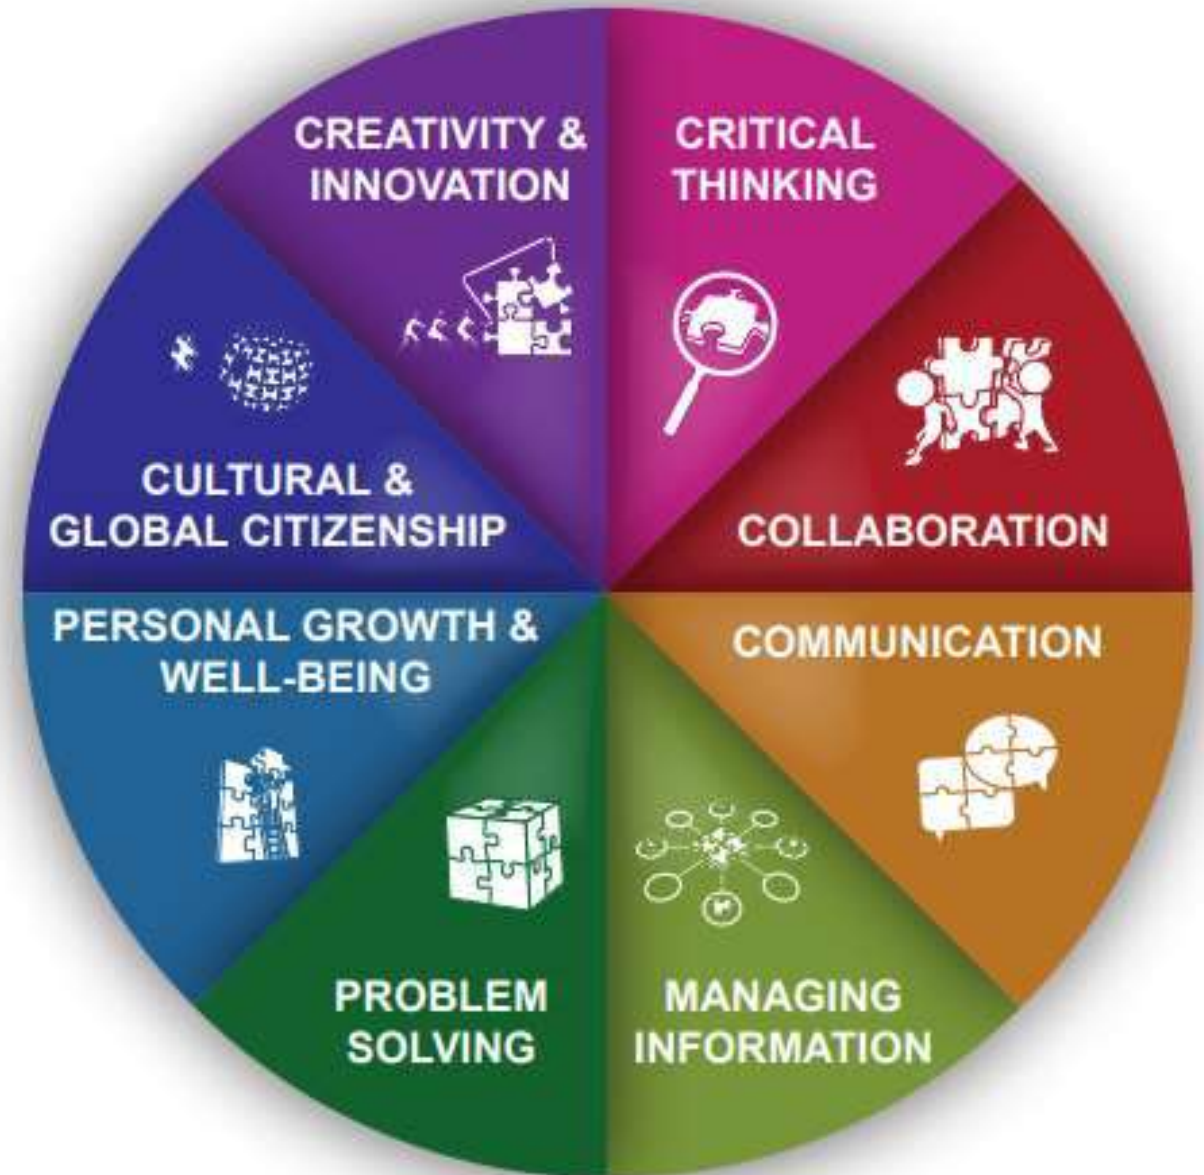 CREATIVITY &
INNOVATION
CRITICAL
THINKING
COLLABORATION
COMMUNICATION
MANAGING
INFORMATION
PROBLEM
SOLVING
PERSONAL GROWTH &
WELL-BEING
CULTURAL &
GLOBAL CITIZENSHIP